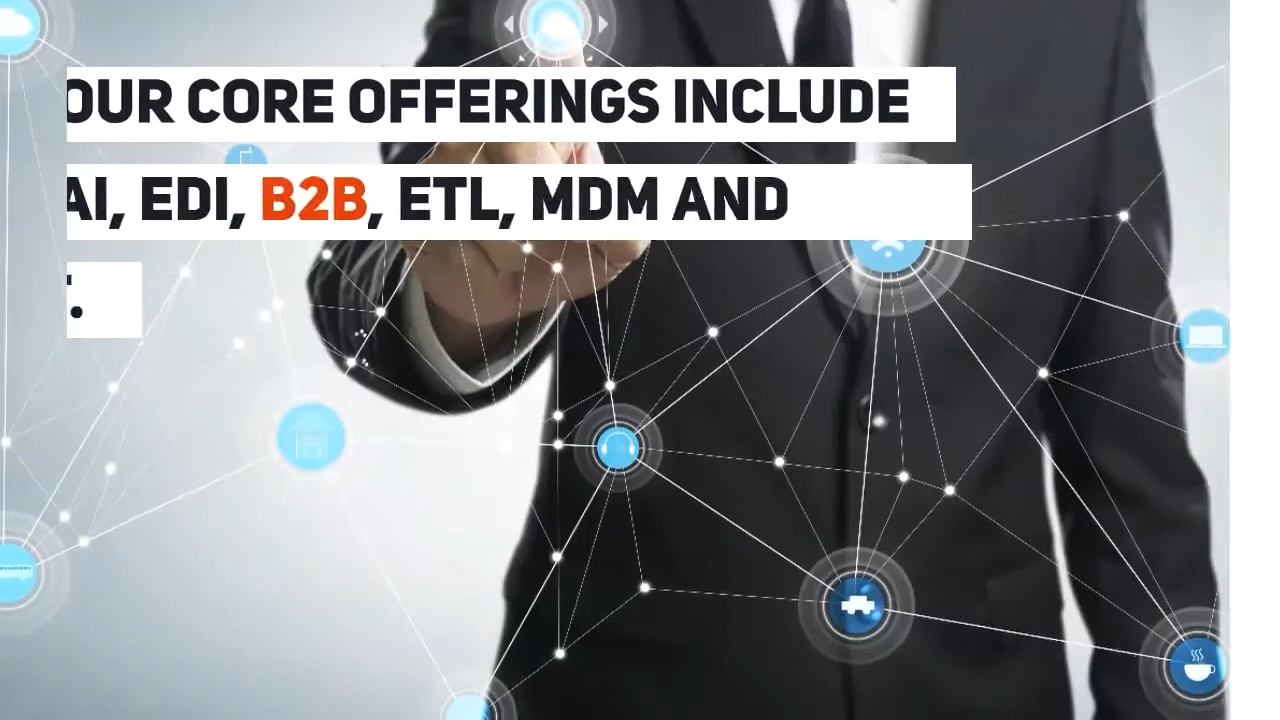 OUR CORE OFFERINGS INCLUDE
AI, EDI, B2B, ETL, MDM AND